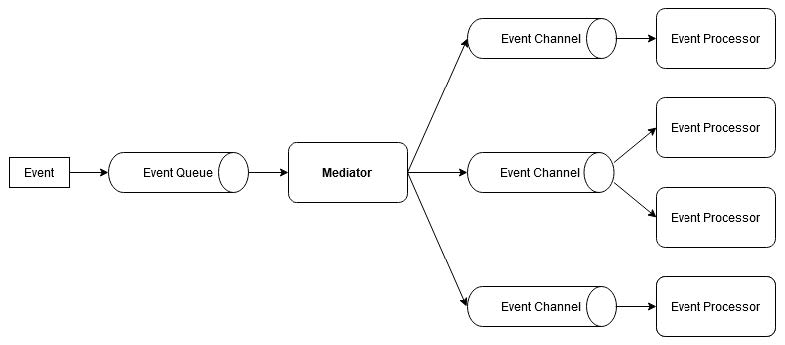 Event Channel
Event Processor
Event Processor
Event
Event Queue
Mediator
Event Channel
Event Processor
Event Channel
Event Processor